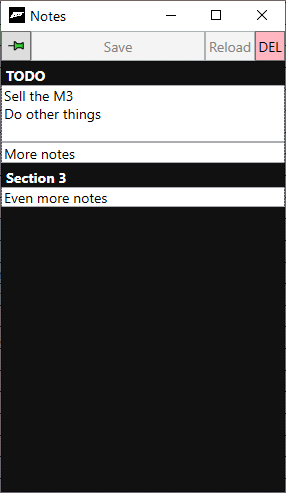 Notes
Save Reload DEL
TODO
Sell the M3
Do other things
More notes
Section 3
Even more notes